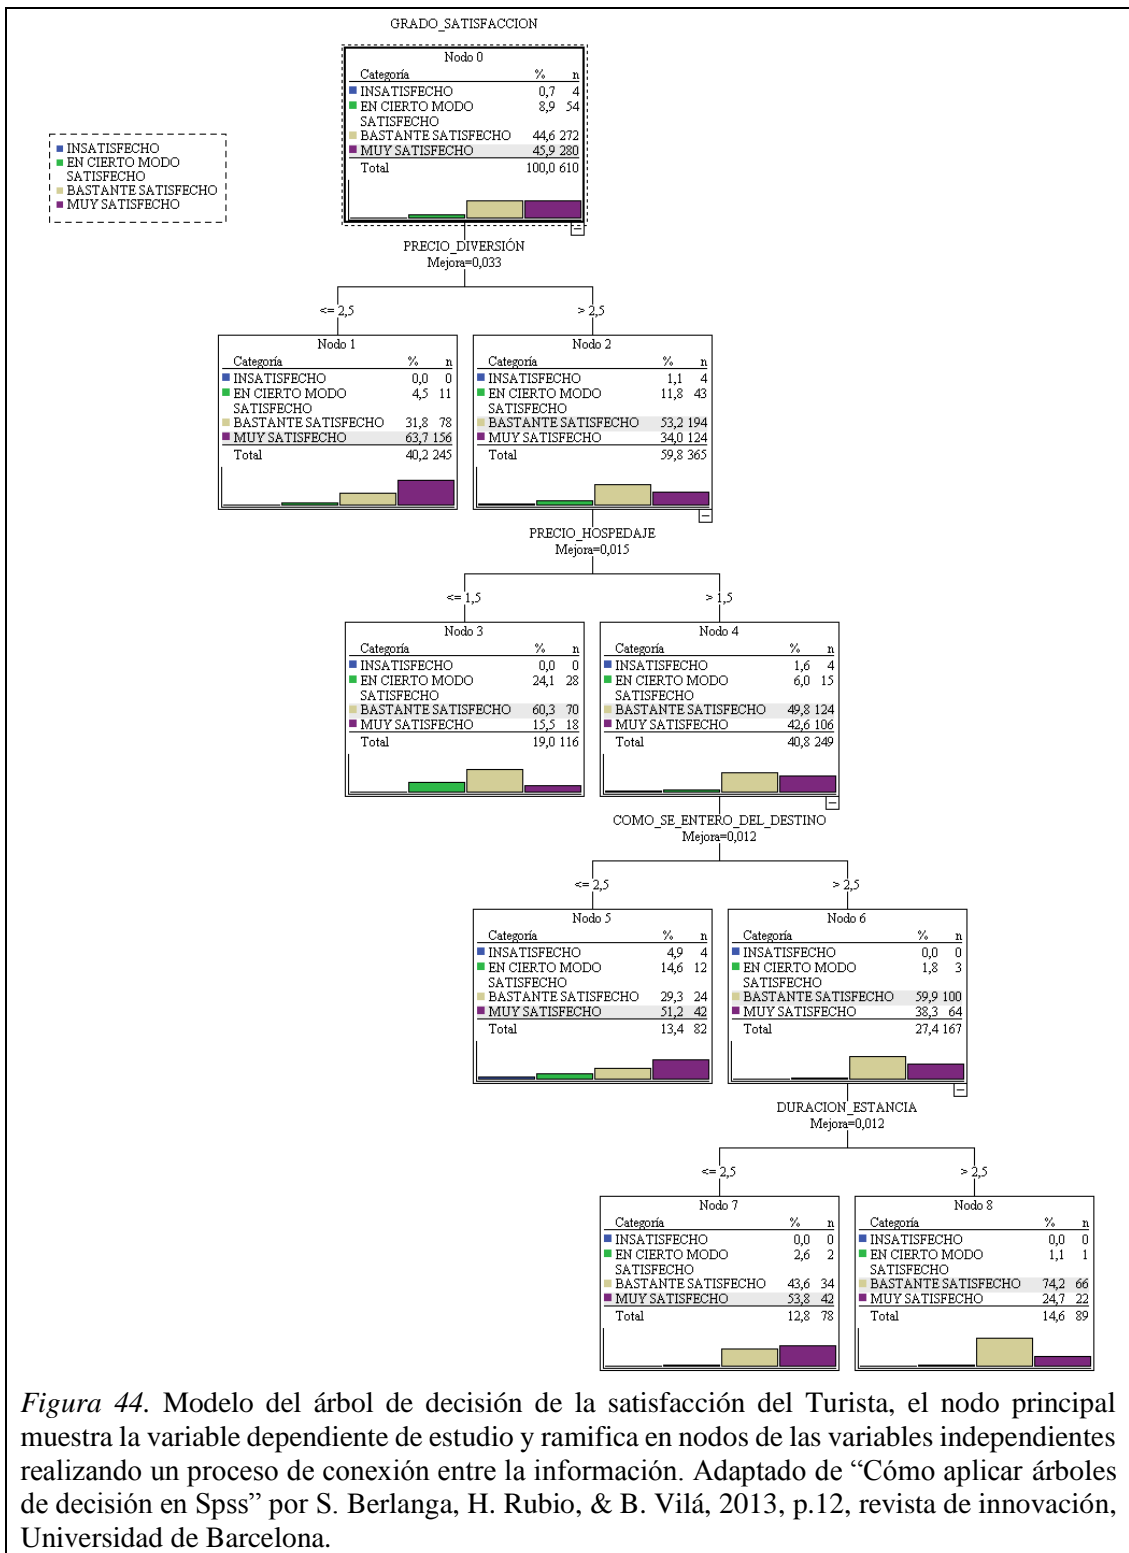 GRADO_SATISFACCION
Nodo 0
Categoría % n
INSATISFECHO 0,7 4
EN CIERTO MODO 8,9 54
SATISFECHO
BASTANTE SATISFECHO 44,6 272
MUY SATISFECHO 45,9 280
Total 100,0 610
INSATISFECHO
EN CIERTO MODO
SATISFECHO
BASTANTE SATISFECHO
MUY SATISFECHO
PRECIO_DIVERSIÓN
Mejora=0,033
<= 2,5
> 2,5
Nodo 1
Categoría % n
INSATISFECHO 0,0 0
EN CIERTO MODO 4,5 11
SATISFECHO
BASTANTE SATISFECHO 31,8 78
MUY SATISFECHO 63,7 156
Total 40,2 245
Nodo 2
Categoría % n
INSATISFECHO 1,1 4
EN CIERTO MODO 11,8 43
SATISFECHO
BASTANTE SATISFECHO 53,2 194
MUY SATISFECHO 34,0 124
Total 59,8 365
PRECIO_HOSPEDAJE
Mejora=0,015
<= 1,5
> 1,5
Nodo 3
Categoría % n
INSATISFECHO 0,0 0
EN CIERTO MODO 24,1 28
SATISFECHO
BASTANTE SATISFECHO 60,3 70
MUY SATISFECHO 15,5 18
Total 19,0 116
Nodo 4
Categoría % n
INSATISFECHO 1,6 4
EN CIERTO MODO 6,0 15
SATISFECHO
BASTANTE SATISFECHO 49,8 124
MUY SATISFECHO 42,6 106
Total 40,8 249
COMO_SE_ENTERO_DEL_DESTINO
Mejora=0,012
<= 2,5
> 2,5
Nodo 5
Categoría % n
INSATISFECHO 4,9 4
EN CIERTO MODO 14,6 12
SATISFECHO
BASTANTE SATISFECHO 29,3 24
MUY SATISFECHO 51,2 42
Total 13,4 82
Nodo 6
Categoría % n
INSATISFECHO 0,0 0
EN CIERTO MODO 1,8 3
SATISFECHO
BASTANTE SATISFECHO 59,9 100
MUY SATISFECHO 38,3 64
Total 27,4 167
DURACION_ESTANCIA
Mejora=0,012
<= 2,5
> 2,5
Nodo 7
Categoría % n
INSATISFECHO 0,0 0
EN CIERTO MODO 2,6 2
SATISFECHO
BASTANTE SATISFECHO 43,6 34
MUY SATISFECHO 53,8 42
Total 12,8 78
Nodo 8
Categoría % n
INSATISFECHO 0,0 0
EN CIERTO MODO 1,1 1
SATISFECHO
BASTANTE SATISFECHO 74,2 66
MUY SATISFECHO 24,7 22
Total 14,6 89
Figura 44. Modelo del árbol de decisión de la satisfacción del Turista, el nodo principal
muestra la variable dependiente de estudio y ramifica en nodos de las variables independientes
realizando un proceso de conexión entre la información. Adaptado de “Cómo aplicar árboles
de decisión en Spss” por S. Berlanga, H. Rubio, & B. Vilá, 2013, p.12, revista de innovación,
Universidad de Barcelona.